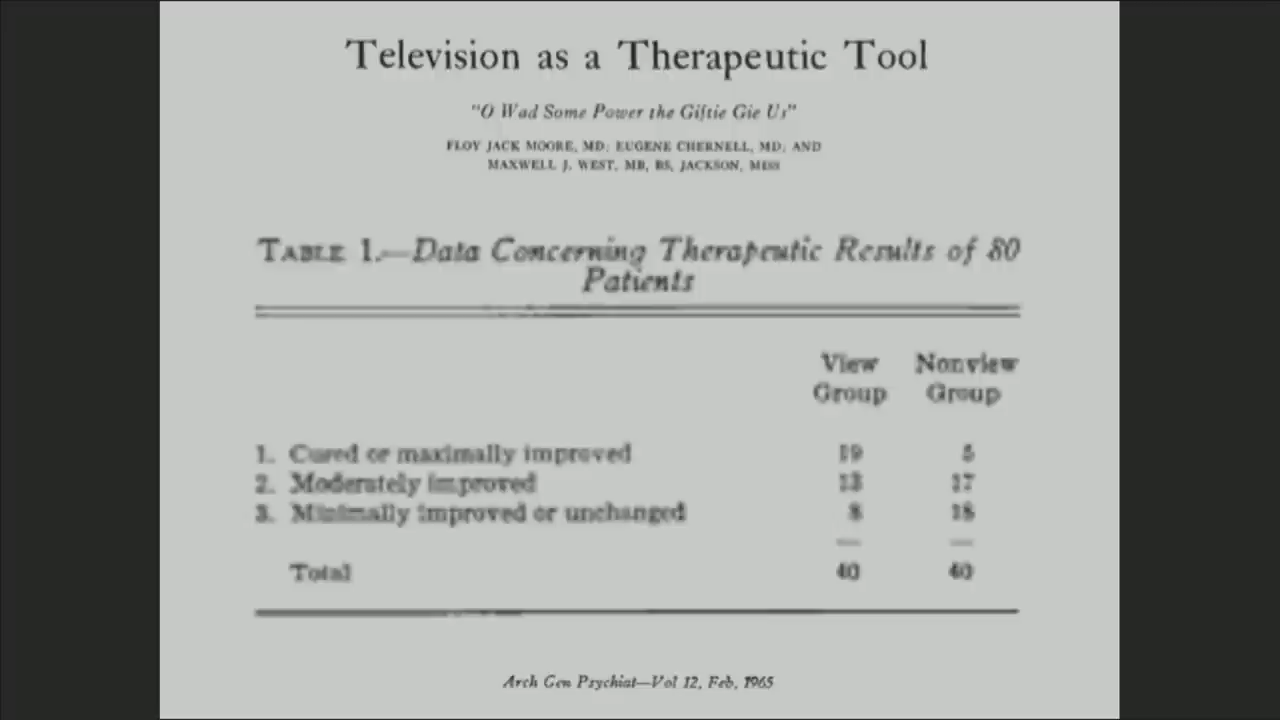 Television as a Therapeutic Tool
"O Wad Some Power the Giftie Gie Us"
FLOY JACK MOORE, MD; EUGENE CHERNELL, MD; AND
MAXWELL J. WEST, MB, BS, JACKSON, MISS
TABLE 1.—Data Concerning Therapeutic Results of 80
Patients
View Nonview
Group Group
1. Cured or maximally improved 19 5
2. Moderately improved 13 17
3. Minimally improved or unchanged 8 18
Total 40 40
Arch Gen Psychiat—Vol 12, Feb, 1965